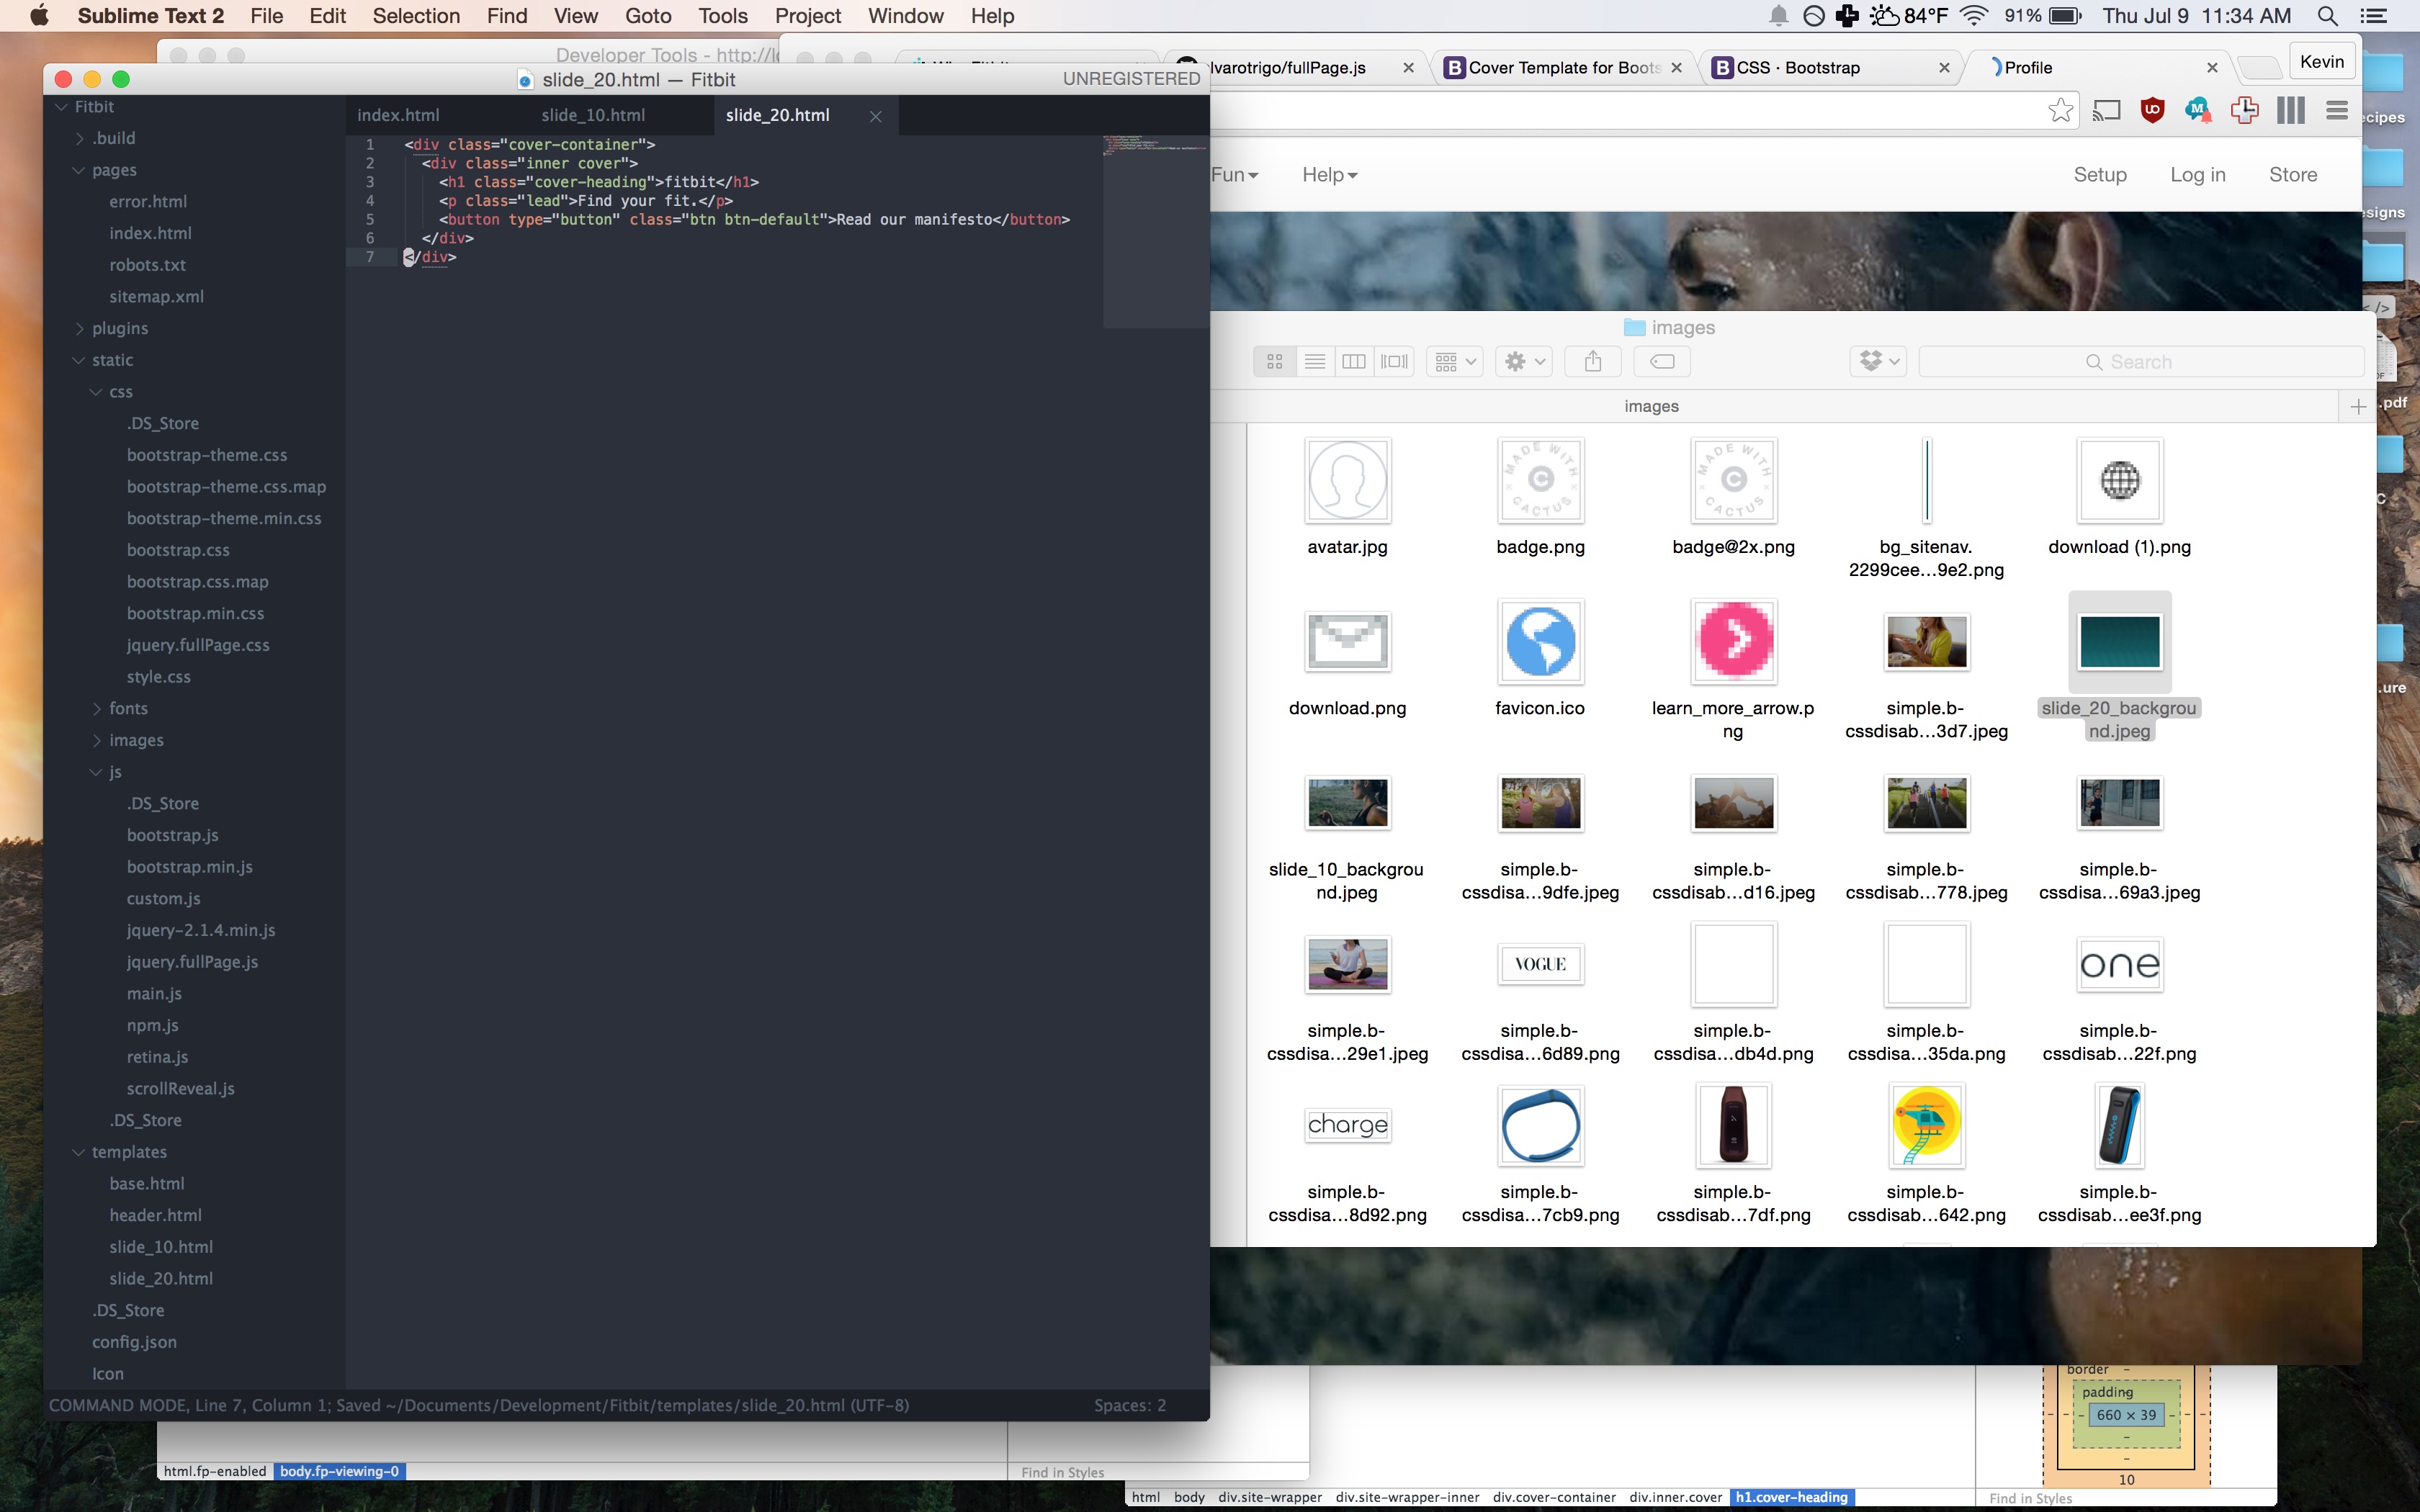 Sublime Text 2 File Edit Selection Find View Goto Tools Project Window Help
84°F 91% Thu Jul 9 11:34 AM
Developer Tools - http://l
slide_20.html — Fitbit UNREGISTERED
lvarotrigo/fullPage.js Cover Template for Boots CSS · Bootstrap Profile Kevin
Fitbit
.build
pages
error.html
index.html
robots.txt
sitemap.xml
plugins
static
css
.DS_Store
bootstrap-theme.css
bootstrap-theme.css.map
bootstrap-theme.min.css
bootstrap.css
bootstrap.css.map
bootstrap.min.css
jquery.fullPage.css
style.css
fonts
images
js
.DS_Store
bootstrap.js
bootstrap.min.js
custom.js
jquery-2.1.4.min.js
jquery.fullPage.js
main.js
npm.js
retina.js
scrollReveal.js
.DS_Store
templates
base.html
header.html
slide_10.html
slide_20.html
.DS_Store
config.json
Icon
index.html slide_10.html slide_20.html
1 <div class="cover-container">
2 <div class="inner cover">
3 <h1 class="cover-heading">fitbit</h1>
4 <p class="lead">Find your fit.</p>
5 <button type="button" class="btn btn-default">Read our manifesto</button>
6 </div>
7 </div>
COMMAND MODE, Line 7, Column 1; Saved ~/Documents/Development/Fitbit/templates/slide_20.html (UTF-8) Spaces: 2
Fun Help Setup Log in Store
images
Search
images
MADE WITH CACTUS
MADE WITH CACTUS
avatar.jpg badge.png badge@2x.png bg_sitenav. download (1).png
2299cee...9e2.png
download.png favicon.ico learn_more_arrow.p simple.b- slide_20_backgrou
ng cssdisab...3d7.jpeg nd.jpeg
slide_10_backgrou simple.b- simple.b- simple.b- simple.b-
nd.jpeg cssdisa...9dfe.jpeg cssdisab...d16.jpeg cssdisab...778.jpeg cssdisa...69a3.jpeg
VOGUE one
simple.b- simple.b- simple.b- simple.b- simple.b-
cssdisa...29e1.jpeg cssdisa...6d89.png cssdisa...db4d.png cssdisa...35da.png cssdisab...22f.png
charge
simple.b- simple.b- simple.b- simple.b- simple.b-
cssdisa...8d92.png cssdisa...7cb9.png cssdisab...7df.png cssdisab...642.png cssdisab...ee3f.png
ecipes
esigns
.pdf
C
.ure
border -
padding
660 × 39
10
html.fp-enabled body.fp-viewing-0 Find in Styles
html body div.site-wrapper div.site-wrapper-inner div.cover-container div.inner.cover h1.cover-heading Find in Styles